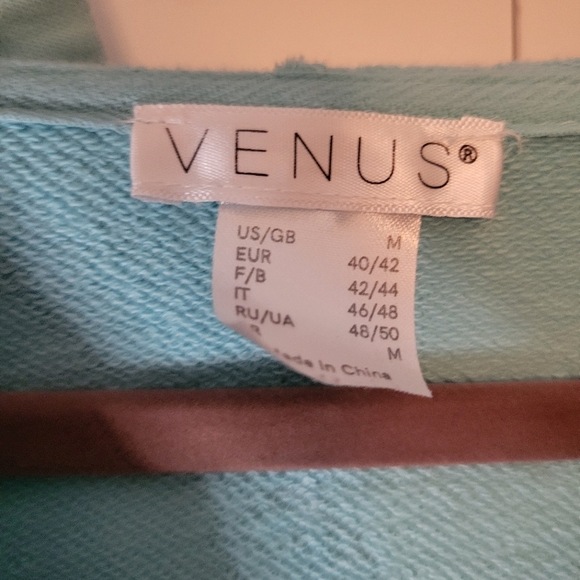 VENUS®
US/GB M
EUR 40/42
F/B 42/44
IT 46/48
RU/UA 48/50
M
in China